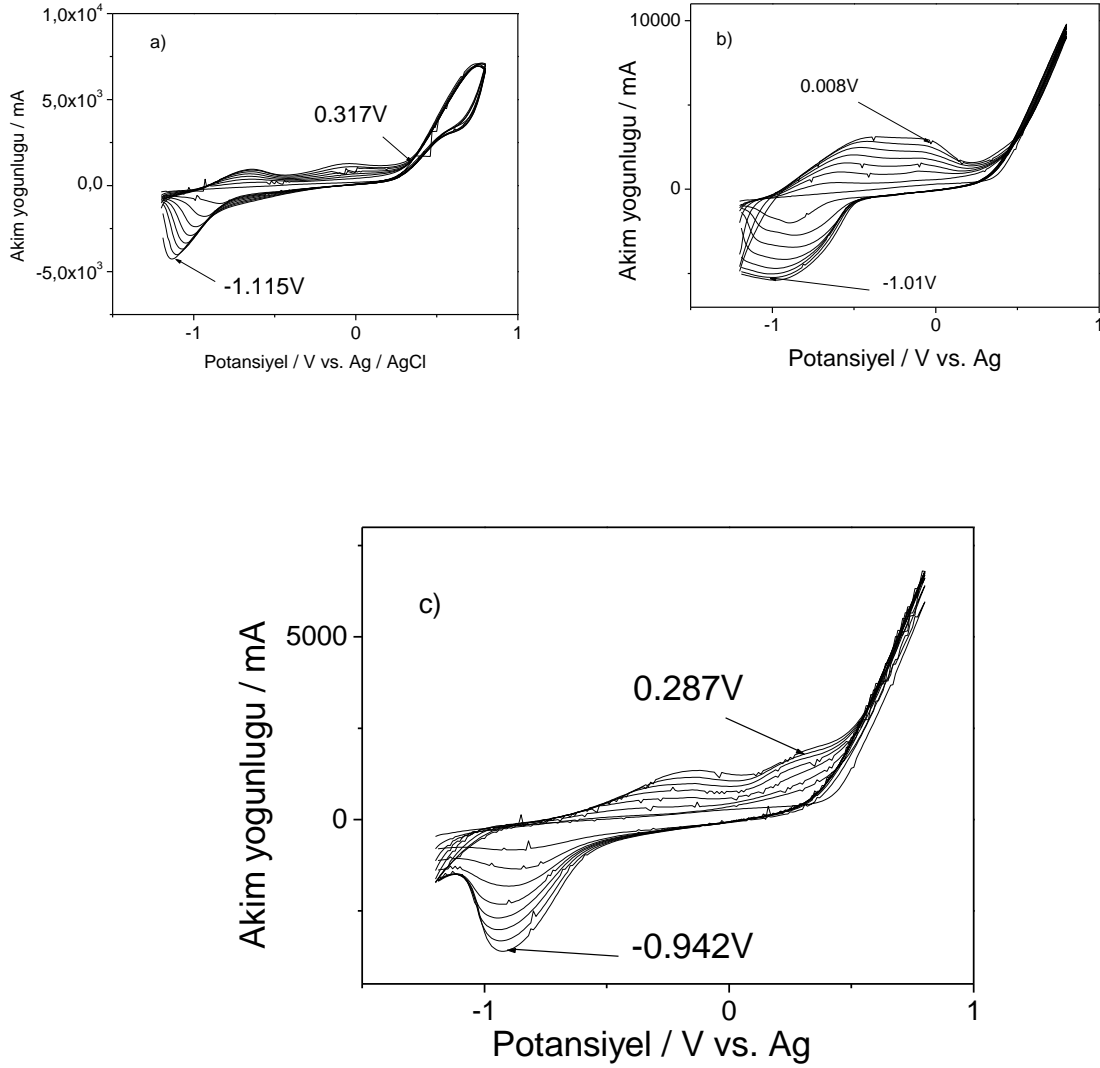 a)
1,0x10⁴
5,0x10³
0,0
-5,0x10³
Akim yogunlugu / mA
0.317V
-1.115V
-1
0
1
Potansiyel / V vs. Ag / AgCl
b)
10000
0
Akim yogunlugu / mA
0.008V
-1.01V
-1
0
1
Potansiyel / V vs. Ag
c)
5000
0
Akim yogunlugu / mA
0.287V
-0.942V
-1
0
1
Potansiyel / V vs. Ag